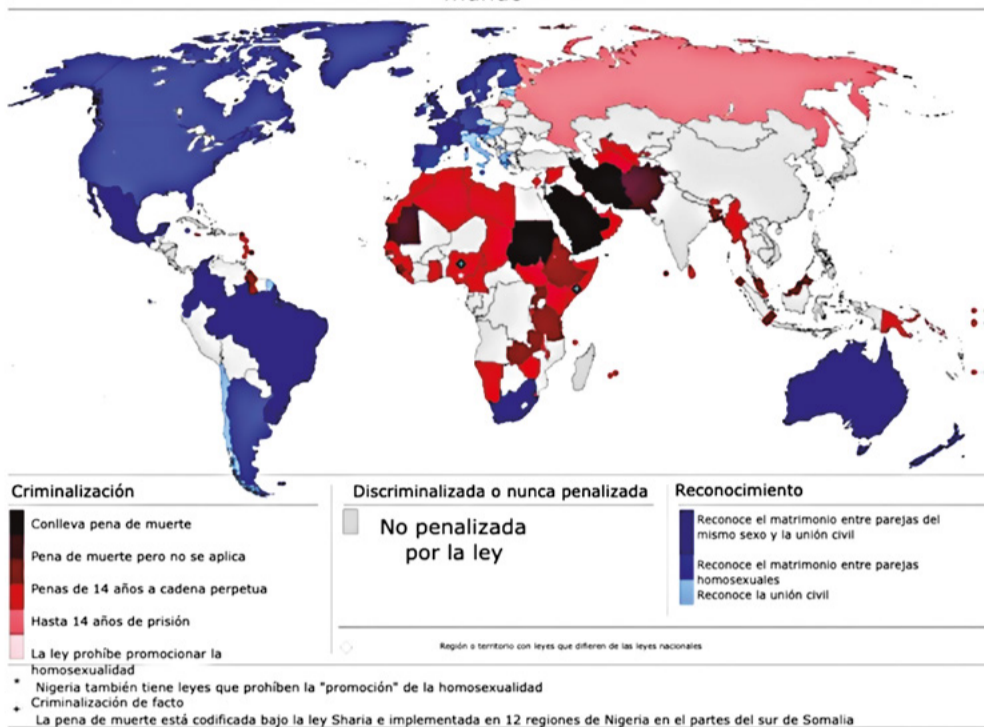 Criminalización
Conlleva pena de muerte
Pena de muerte pero no se aplica
Penas de 14 años a cadena perpetua
Hasta 14 años de prisión
La ley prohíbe promocionar la
homosexualidad
Discriminalizada o nunca penalizada
No penalizada
por la ley
Reconocimiento
Reconoce el matrimonio entre parejas del
mismo sexo y la unión civil
Reconoce el matrimonio entre parejas
homosexuales
Reconoce la unión civil
Región o territorio con leyes que difieren de las leyes nacionales
* Nigeria también tiene leyes que prohíben la "promoción" de la homosexualidad
+ Criminalización de facto
La pena de muerte está codificada bajo la ley Sharia e implementada en 12 regiones de Nigeria en el partes del sur de Somalia